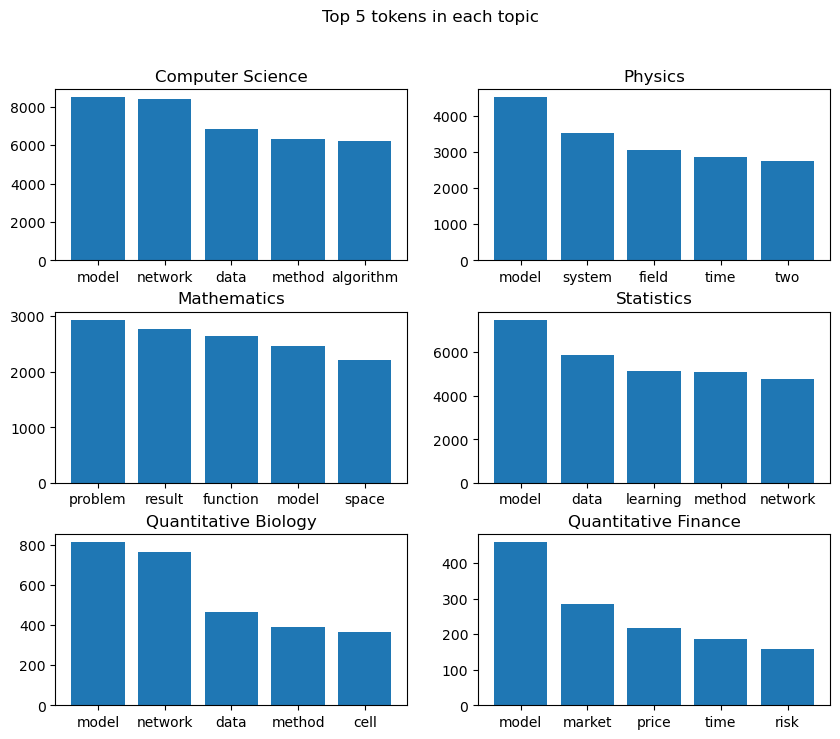 Top 5 tokens in each topic
Computer Science
8000
6000
4000
2000
0
model network data method algorithm
Physics
4000
3000
2000
1000
0
model system field time two
Mathematics
3000
2000
1000
0
problem result function model space
Statistics
6000
4000
2000
0
model data learning method network
Quantitative Biology
800
600
400
200
0
model network data method cell
Quantitative Finance
400
300
200
100
0
model market price time risk